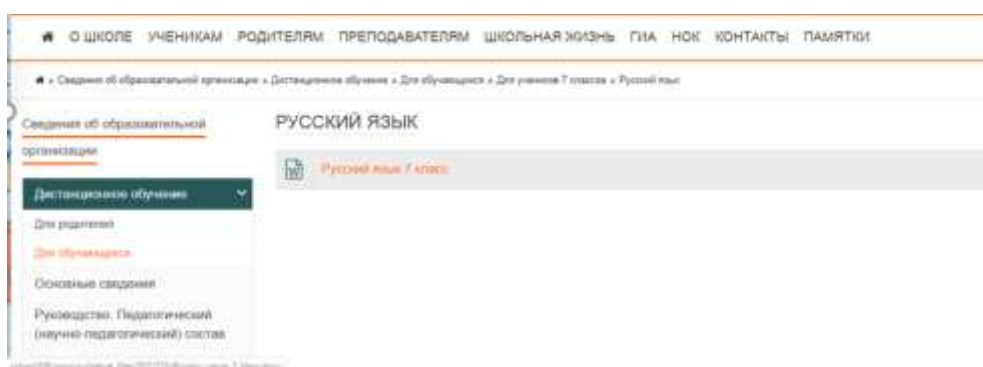 О ШКОЛЕ УЧЕНИКАМ РОДИТЕЛЯМ ПРЕПОДАВАТЕЛЯМ ШКОЛЬНАЯ ЖИЗНЬ ГИА НОК КОНТАКТЫ ПАМЯТКИ
» Сведения об образовательной организации » Дистанционное обучение » Для обучающихся » Для учеников 7 классов » Русский язык
Сведения об образовательной
организации
РУССКИЙ ЯЗЫК
Русский язык 7 класс
Дистанционное обучение
Для родителей
Для обучающихся
Основные сведения
Руководство. Педагогический
(научно-педагогический) состав